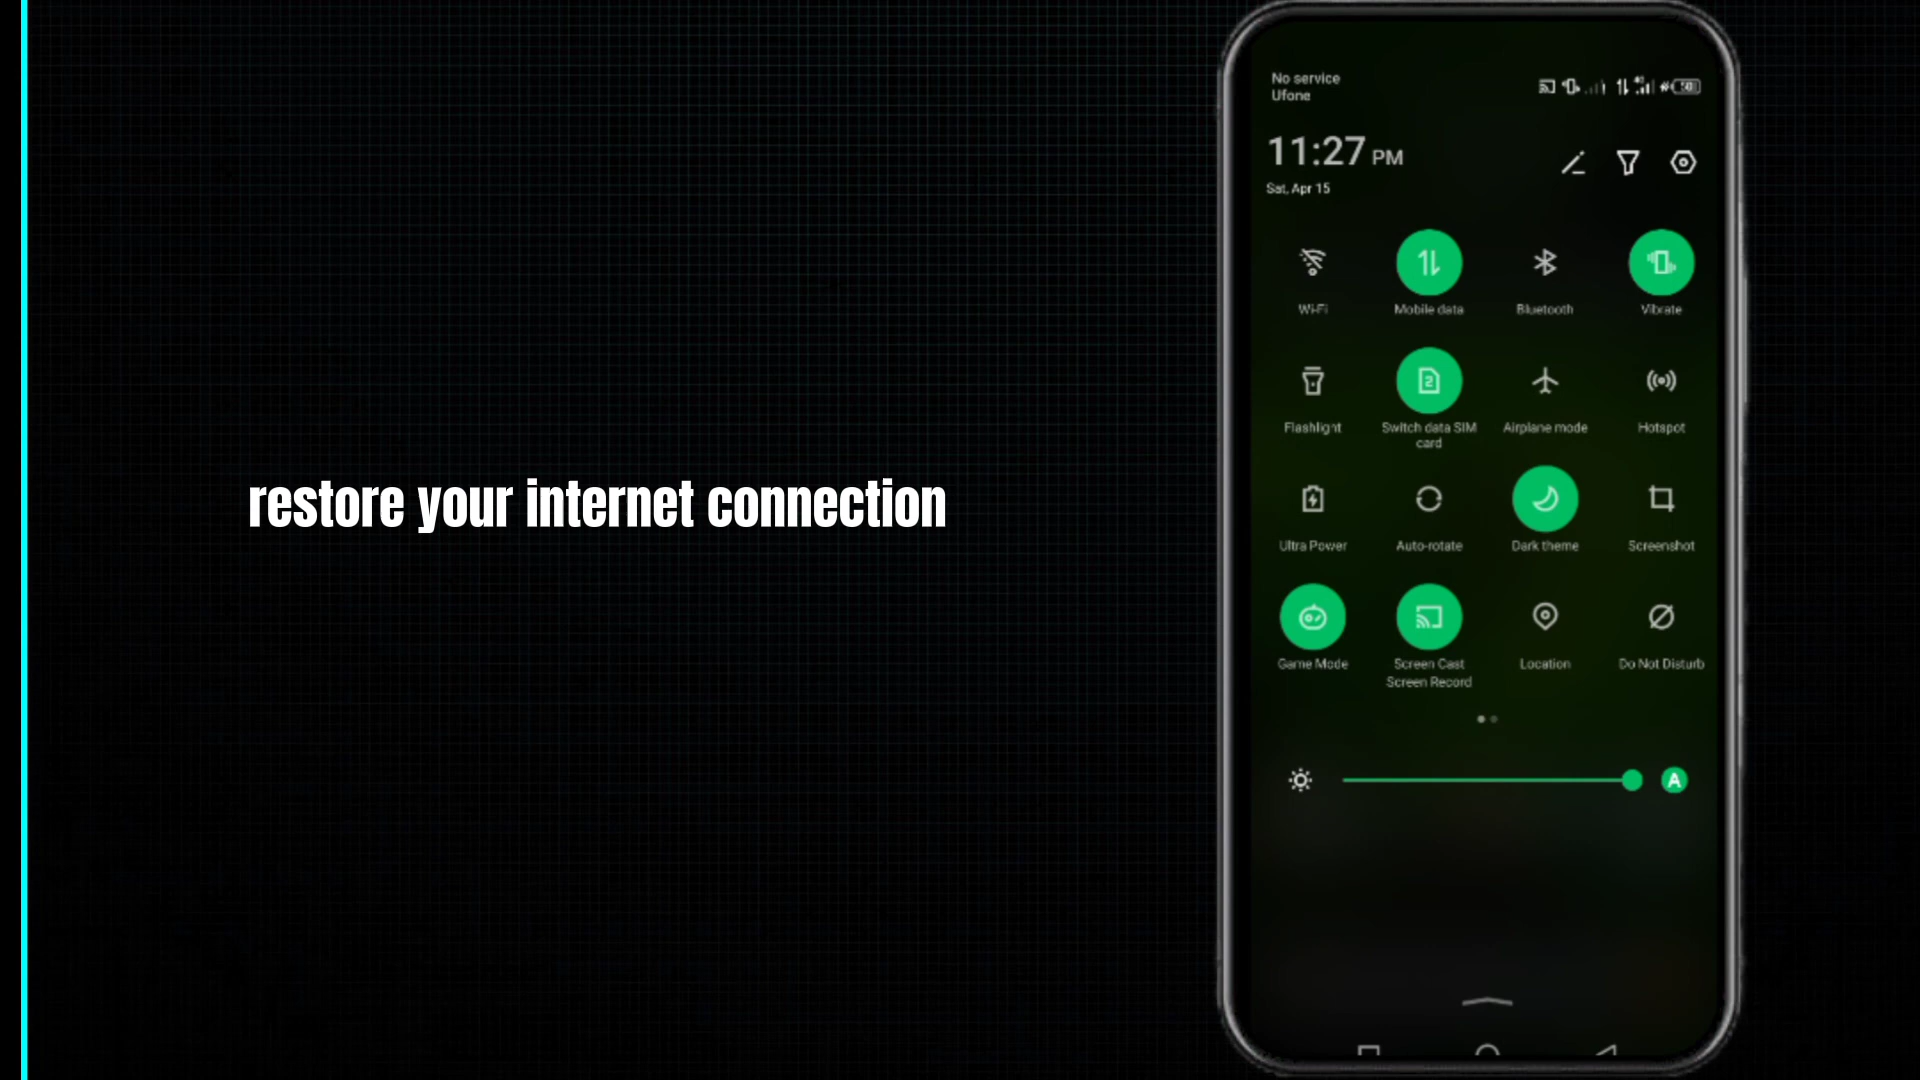 restore your internet connection
No service
Ufone
50
11:27 PM
Sat, Apr 15
Wi-Fi
Mobile data
Bluetooth
Vibrate
Flashlight
2
Switch data SIM
card
Airplane mode
Hotspot
Ultra Power
Auto-rotate
Dark theme
Screenshot
Game Mode
Screen Cast
Screen Record
Location
Do Not Disturb
A